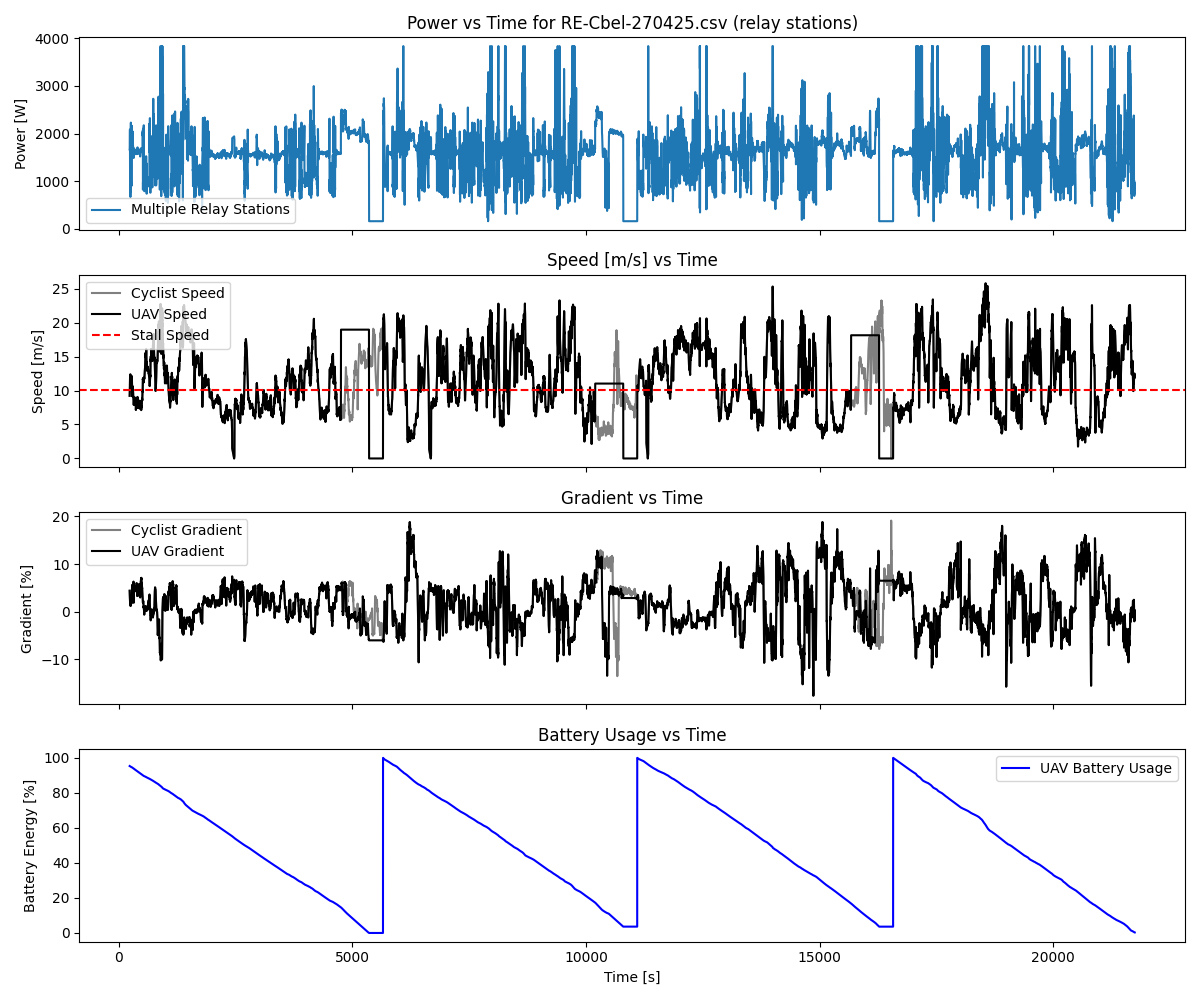 Power vs Time for RE-Cbel-270425.csv (relay stations)
4000
3000
2000
1000
0
Power [W]
Multiple Relay Stations
Speed [m/s] vs Time
25
20
15
10
5
0
Speed [m/s]
Cyclist Speed
UAV Speed
Stall Speed
Gradient vs Time
20
10
0
−10
Gradient [%]
Cyclist Gradient
UAV Gradient
Battery Usage vs Time
100
80
60
40
20
0
Battery Energy [%]
UAV Battery Usage
0 5000 10000 15000 20000
Time [s]